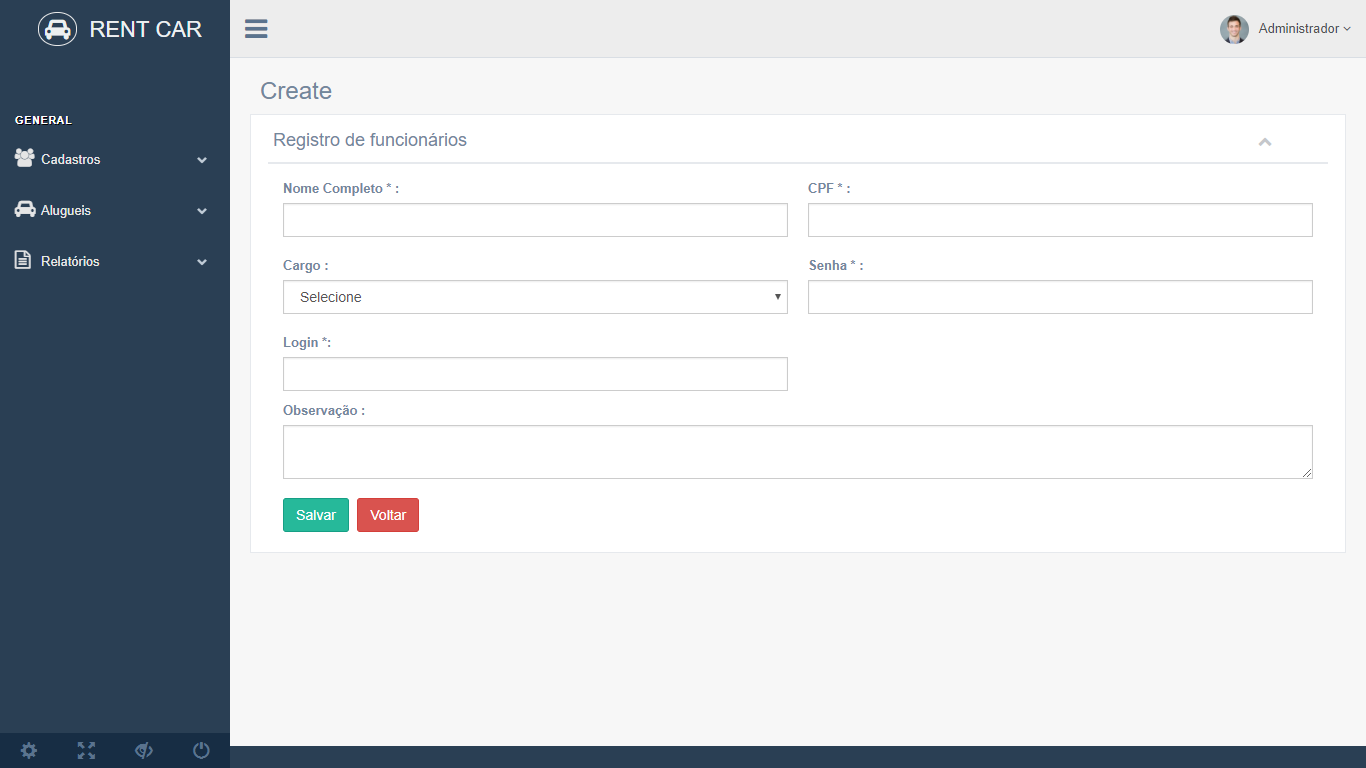 RENT CAR
Administrador
Create
GENERAL
Cadastros
Alugueis
Relatórios
Registro de funcionários
Nome Completo * :
CPF * :
Cargo :
Senha * :
Selecione
Login *:
Observação :
Salvar
Voltar